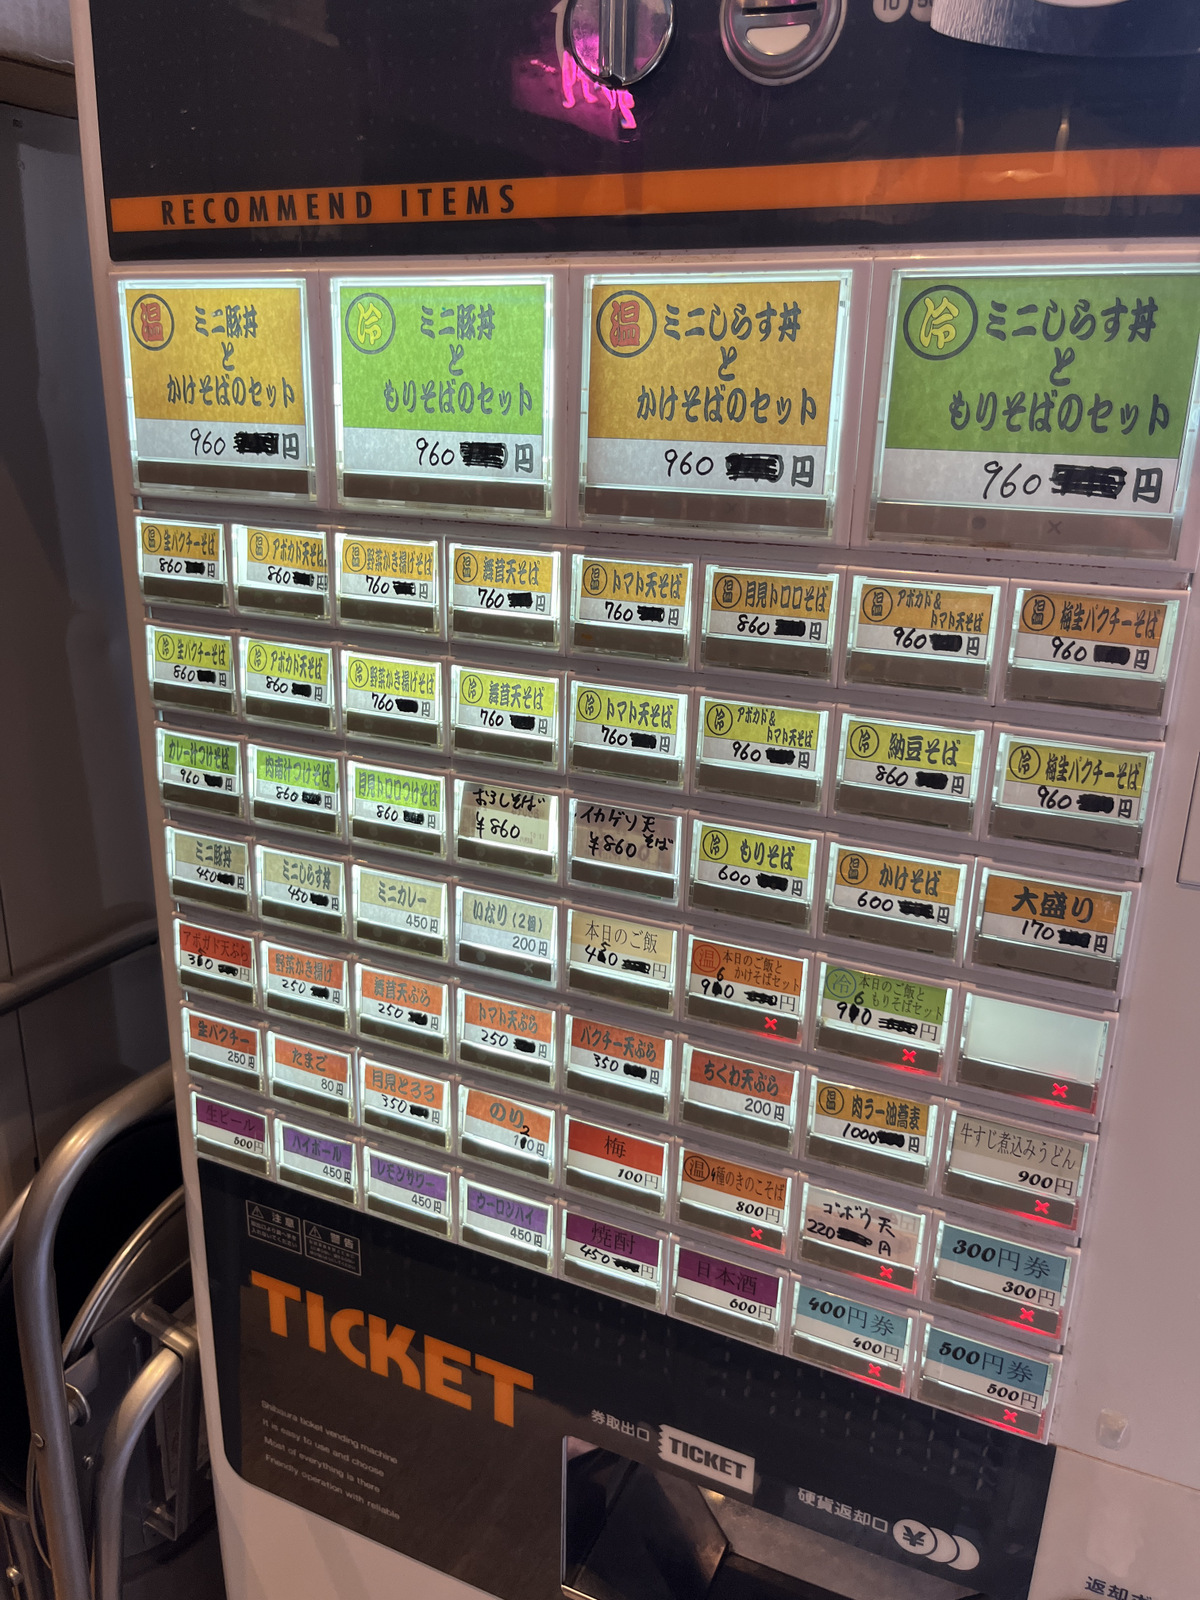 10
RECOMMEND ITEMS
温 ミニ豚丼
と
かけそばのセット
960 円
冷 ミニ豚丼
と
もりそばのセット
960 円
温 ミニしらす丼
と
かけそばのセット
960 円
冷 ミニしらす丼
と
もりそばのセット
960 円
温 生パクチーそば
860 円
温 アボカド天そば
860 円
温 野菜かき揚げそば
760 円
温 舞茸天そば
760 円
温 トマト天そば
760 円
温 月見トロロそば
860 円
温 アボカド&
トマト天そば
960 円
温 梅生パクチーそば
960 円
冷 生パクチーそば
860 円
冷 アボカド天そば
860 円
冷 野菜かき揚げそば
760 円
冷 舞茸天そば
760 円
冷 トマト天そば
760 円
冷 アボカド&
トマト天そば
960 円
冷 納豆そば
860 円
冷 梅生パクチーそば
960 円
カレー汁つけそば
960 円
肉南汁つけそば
860 円
月見トロロつけそば
860 円
おろしそば
¥860
イカゲソ天
そば
¥860
冷 もりそば
600 円
温 かけそば
600 円
大盛り
170 円
ミニ豚丼
450 円
ミニしらす丼
450 円
ミニカレー
450円
いなり(2個)
200円
本日のご飯
円
温 本日のご飯と
かけそばセット
円
冷 本日のご飯と
もりそばセット
円
アボカド天ぷら
円
野菜かき揚げ
250 円
舞茸天ぷら
250 円
トマト天ぷら
250 円
パクチー天ぷら
350 円
ちくわ天ぷら
200円
温 肉ラー油蕎麦
1000 円
牛すじ煮込みうどん
900円
生パクチー
250円
たまご
80円
月見とろろ
350 円
のり
円
梅
100円
温 4種のきのこそば
800円
ゴボウ天
220 円
300円券
300円
生ビール
500円
ハイボール
450円
レモンサワー
450円
ウーロンハイ
450円
焼酎
450 円
日本酒
600円
400円券
400円
500円券
500円
注意
警告
TICKET
Shibaura ticket vending machine
It is easy to use and choose
Most of everything is there
Friendly operation with reliable
券取出口
TICKET
硬貨返却口
返却ボ